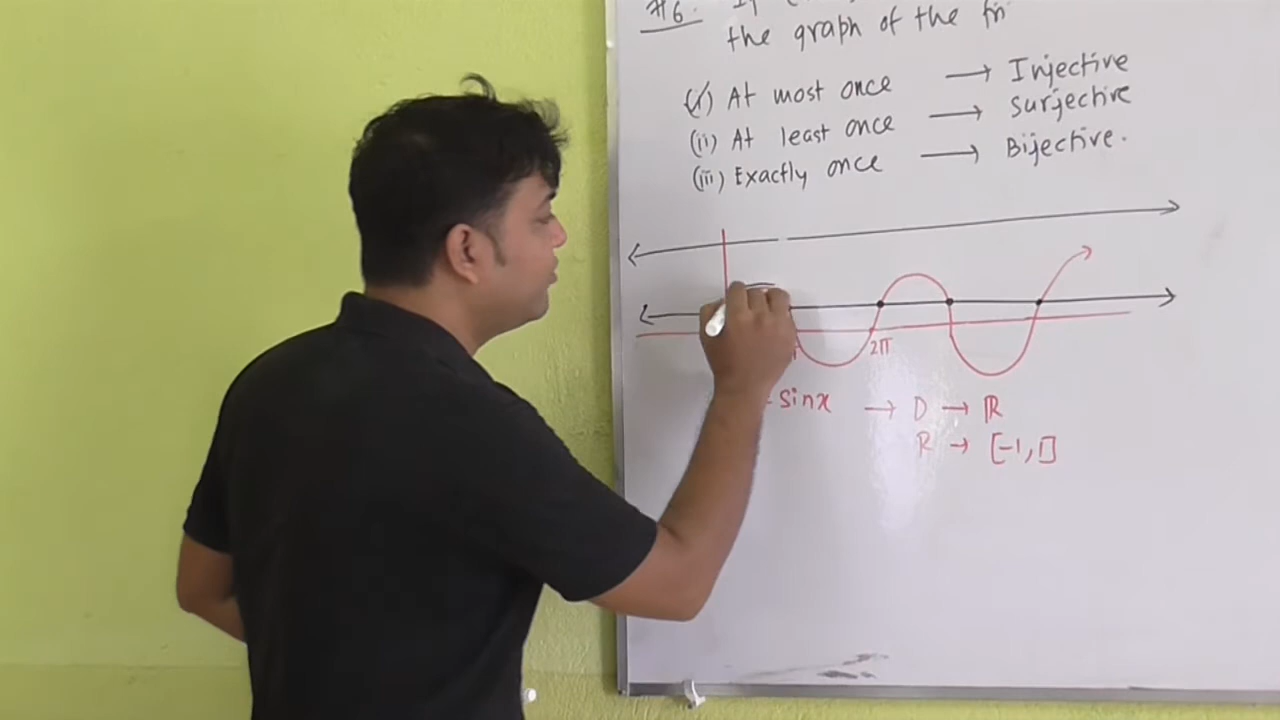 #6.
the graph of the fn
(i) At most once → Injective
(ii) At least once → Surjective
(iii) Exactly once → Bijective.
2π
sinx → D → ℝ
R → [-1, 1]